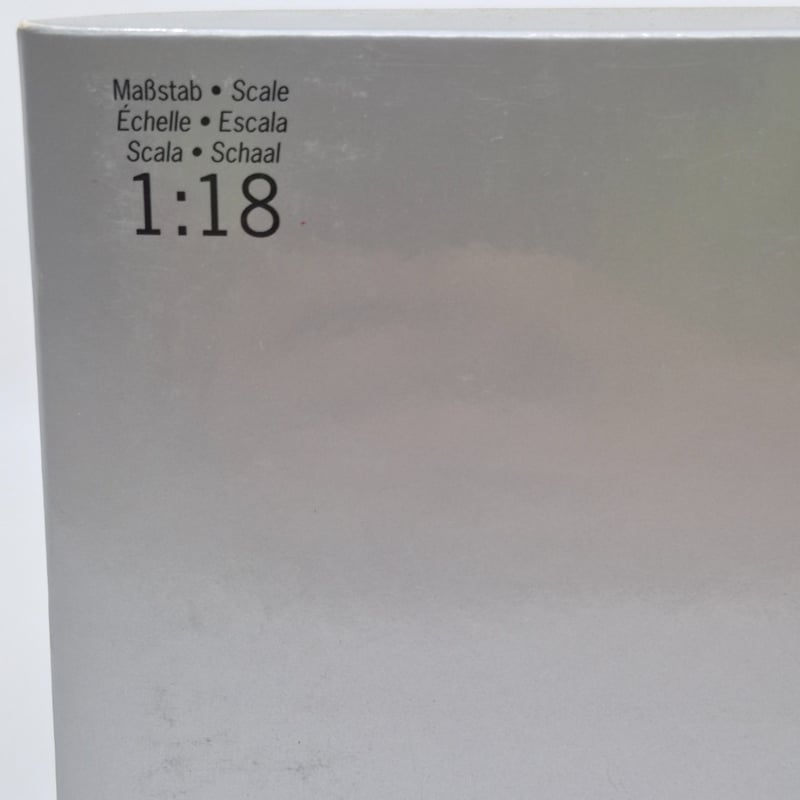 Maßstab • Scale
Échelle • Escala
Scala • Schaal
1:18